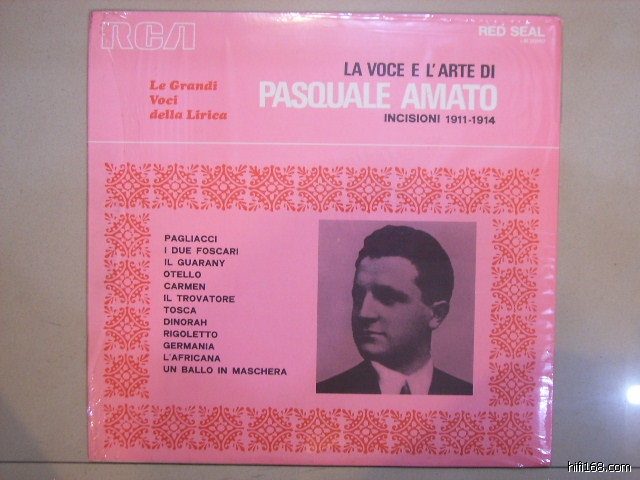 RCA
RED SEAL
LA VOCE E L'ARTE DI
PASQUALE AMATO
INCISIONI 1911-1914
Le Grandi
Voci
della Lirica
PAGLIACCI
I DUE FOSCARI
IL GUARANY
OTELLO
CARMEN
IL TROVATORE
TOSCA
DINORAH
RIGOLETTO
GERMANIA
L'AFRICANA
UN BALLO IN MASCHERA
hifi168.com